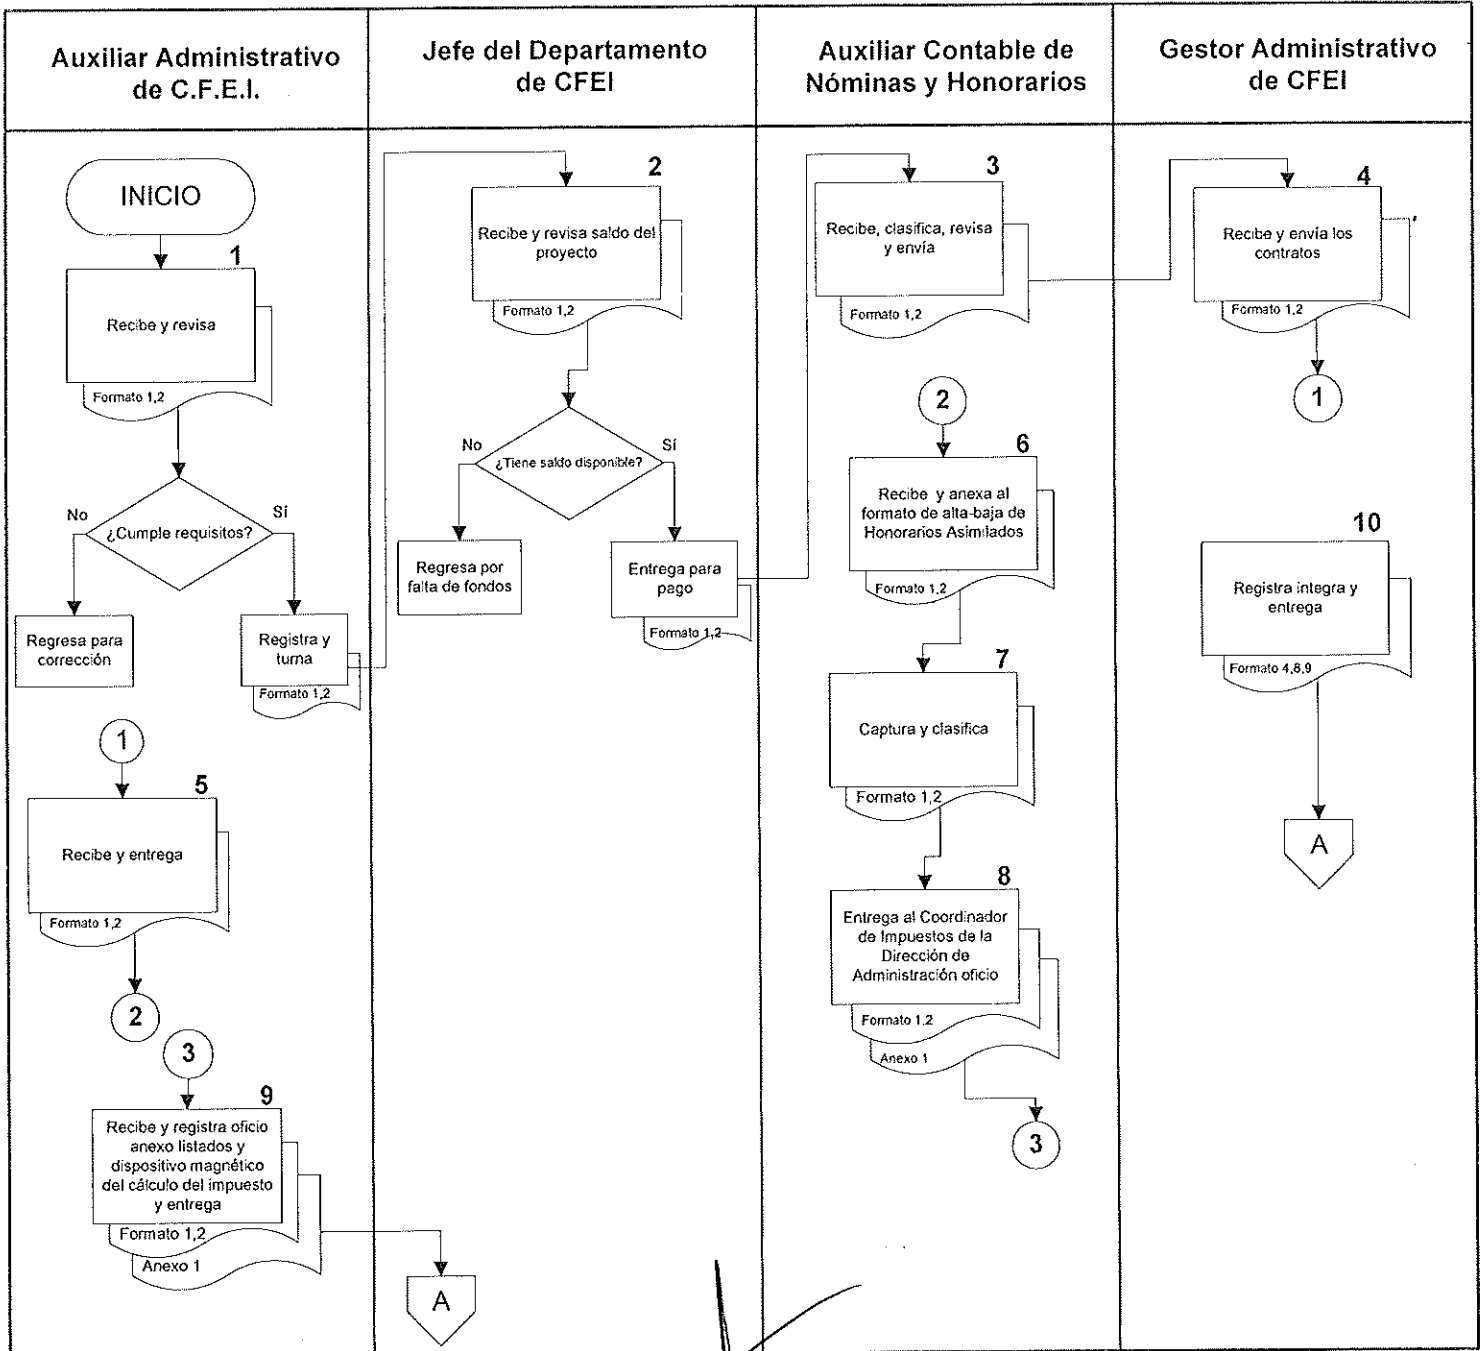 Auxiliar Administrativo
de C.F.E.I.
Jefe del Departamento
de CFEI
Auxiliar Contable de
Nóminas y Honorarios
Gestor Administrativo
de CFEI
INICIO
1
Recibe y revisa
Formato 1,2
¿Cumple requisitos?
No
Sí
Regresa para
corrección
Registra y
turna
Formato 1,2
1
5
Recibe y entrega
Formato 1,2
2
3
9
Recibe y registra oficio
anexo listados y
dispositivo magnético
del cálculo del impuesto
y entrega
Formato 1,2
Anexo 1
A
2
Recibe y revisa saldo del
proyecto
Formato 1,2
¿Tiene saldo disponible?
No
Sí
Regresa por
falta de fondos
Entrega para
pago
Formato 1,2
3
Recibe, clasifica, revisa
y envía
Formato 1,2
2
6
Recibe y anexa al
formato de alta-baja de
Honorarios Asimilados
Formato 1,2
7
Captura y clasifica
Formato 1,2
8
Entrega al Coordinador
de Impuestos de la
Dirección de
Administración oficio
Formato 1,2
Anexo 1
3
4
Recibe y envía los
contratos
Formato 1,2
1
10
Registra integra y
entrega
Formato 4,8,9
A